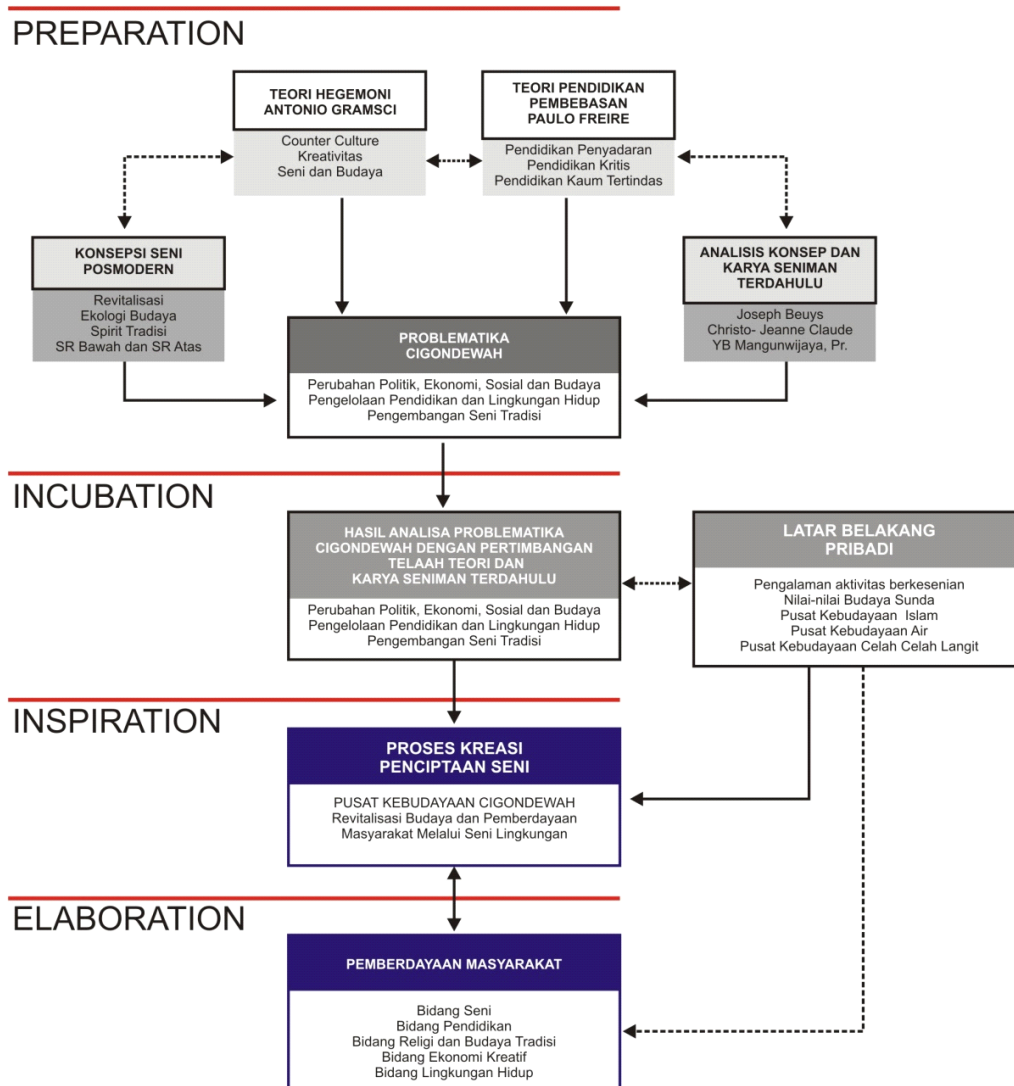 PREPARATION
TEORI HEGEMONI
ANTONIO GRAMSCI
Counter Culture
Kreativitas
Seni dan Budaya
TEORI PENDIDIKAN
PEMBEBASAN
PAULO FREIRE
Pendidikan Penyadaran
Pendidikan Kritis
Pendidikan Kaum Tertindas
KONSEPSI SENI
POSMODERN
Revitalisasi
Ekologi Budaya
Spirit Tradisi
SR Bawah dan SR Atas
ANALISIS KONSEP DAN
KARYA SENIMAN
TERDAHULU
Joseph Beuys
Christo- Jeanne Claude
YB Mangunwijaya, Pr.
PROBLEMATIKA
CIGONDEWAH
Perubahan Politik, Ekonomi, Sosial dan Budaya
Pengelolaan Pendidikan dan Lingkungan Hidup
Pengembangan Seni Tradisi
INCUBATION
HASIL ANALISA PROBLEMATIKA
CIGONDEWAH DENGAN PERTIMBANGAN
TELAAH TEORI DAN
KARYA SENIMAN TERDAHULU
Perubahan Politik, Ekonomi, Sosial dan Budaya
Pengelolaan Pendidikan dan Lingkungan Hidup
Pengembangan Seni Tradisi
LATAR BELAKANG
PRIBADI
Pengalaman aktivitas berkesenian
Nilai-nilai Budaya Sunda
Pusat Kebudayaan Islam
Pusat Kebudayaan Air
Pusat Kebudayaan Celah Celah Langit
INSPIRATION
PROSES KREASI
PENCIPTAAN SENI
PUSAT KEBUDAYAAN CIGONDEWAH
Revitalisasi Budaya dan Pemberdayaan
Masyarakat Melalui Seni Lingkungan
ELABORATION
PEMBERDAYAAN MASYARAKAT
Bidang Seni
Bidang Pendidikan
Bidang Religi dan Budaya Tradisi
Bidang Ekonomi Kreatif
Bidang Lingkungan Hidup